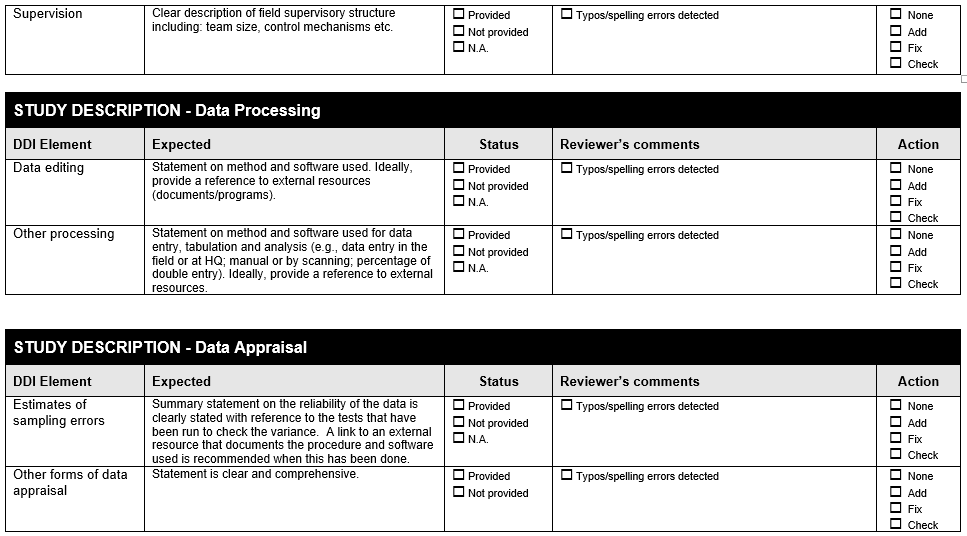 Supervision
Clear description of field supervisory structure
including: team size, control mechanisms etc.
Provided
Not provided
N.A.
Typos/spelling errors detected
None
Add
Fix
Check
STUDY DESCRIPTION - Data Processing
DDI Element Expected Status Reviewer's comments Action
Data editing
Statement on method and software used. Ideally,
provide a reference to external resources
(documents/programs).
Provided
Not provided
N.A.
Typos/spelling errors detected
None
Add
Fix
Check
Other processing
Statement on method and software used for data
entry, tabulation and analysis (e.g., data entry in the
field or at HQ; manual or by scanning; percentage of
double entry). Ideally, provide a reference to external
resources.
Provided
Not provided
N.A.
Typos/spelling errors detected
None
Add
Fix
Check
STUDY DESCRIPTION - Data Appraisal
DDI Element Expected Status Reviewer's comments Action
Estimates of
sampling errors
Summary statement on the reliability of the data is
clearly stated with reference to the tests that have
been run to check the variance.  A link to an external
resource that documents the procedure and software
used is recommended when this has been done.
Provided
Not provided
N.A.
Typos/spelling errors detected
None
Add
Fix
Check
Other forms of data
appraisal
Statement is clear and comprehensive.
Provided
Not provided
Typos/spelling errors detected
None
Add
Fix
Check